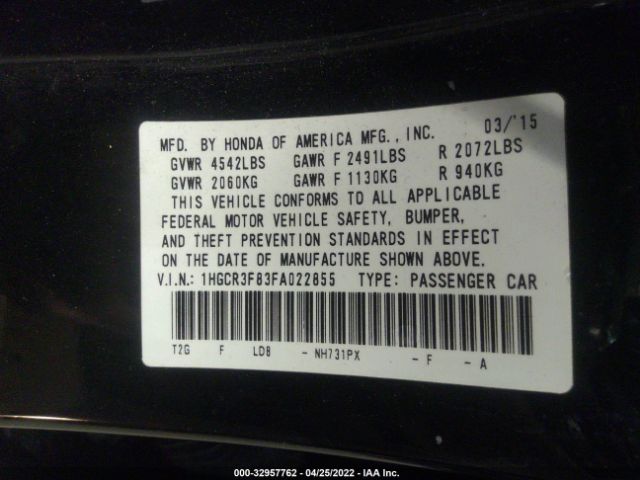 MFD. BY HONDA OF AMERICA MFG., INC. 03/'15
GVWR 4542LBS GAWR F 2491LBS R 2072LBS
GVWR 2060KG GAWR F 1130KG R 940KG
THIS VEHICLE CONFORMS TO ALL APPLICABLE
FEDERAL MOTOR VEHICLE SAFETY, BUMPER,
AND THEFT PREVENTION STANDARDS IN EFFECT
ON THE DATE OF MANUFACTURE SHOWN ABOVE.
V.I.N.: 1HGCR3F83FA022855 TYPE: PASSENGER CAR
T2G F LDB - NH731PX - F - A
000-32957762 - 04/25/2022 - IAA Inc.